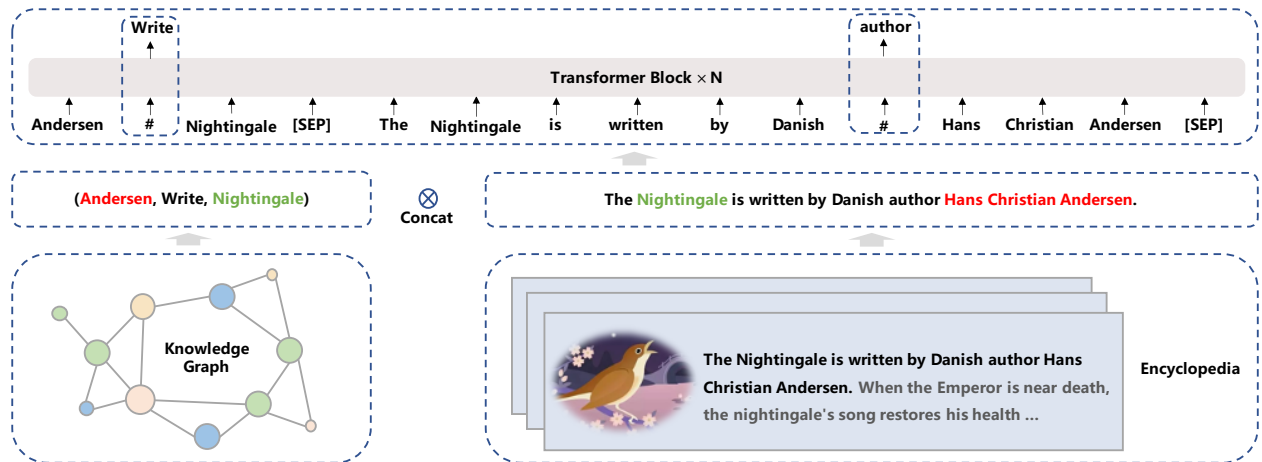 Write author
Transformer Block × N
Andersen # Nightingale [SEP] The Nightingale is written by Danish # Hans Christian Andersen [SEP]
(Andersen, Write, Nightingale)
Concat
The Nightingale is written by Danish author Hans Christian Andersen.
Knowledge
Graph
The Nightingale is written by Danish author Hans
Christian Andersen. When the Emperor is near death,
the nightingale's song restores his health ...
Encyclopedia